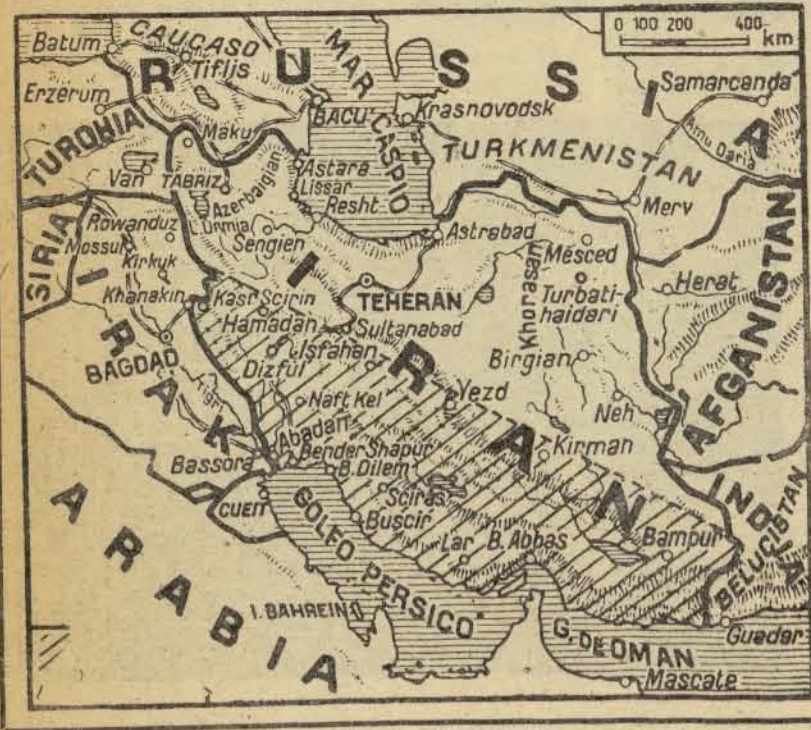 0 100 200 400
km
Batum
CAUCASO
Tiflis
RUSSIA
MAR CASPIO
Samarcanda
Erzerum
BACU'
Krasnovodsk
Amu Daria
TURCHIA
Maku
TURKMENISTAN
Van
TABRIZ
Astara
Lissar
Azerbaigian
Resht
Merv
L. Urmia
Astrabad
SIRIA
Rowanduz
Sengien
Mesced
Mossul
Kirkyk
Herat
TEHERAN
Turbati-
haidari
Khorasan
Khanakin
Kasr Scirin
Hamadan
Sultanabad
AFGANISTAN
IRAN
IRAK
BAGDAD
Isfahan
Dizful
Birgian
Tigri
Naft Kel
Yezd
Neh
Abadan
Kirman
Bassora
Bender Shapur
B. Dilem
INDIA
CUEIT
Sciras
Buscir
Bampur
BELUCISTAN
ARABIA
GOLFO PERSICO
Lar
B. Abbas
I. BAHREIN
G. DE OMAN
Guader
Mascate